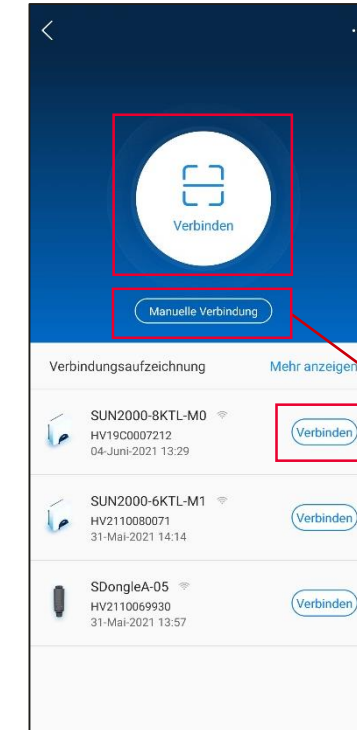 Verbinden
Manuelle Verbindung
Verbindungsaufzeichnung Mehr anzeigen
SUN2000-8KTL-M0
HV19C0007212
04-Juni-2021 13:29
Verbinden
SUN2000-6KTL-M1
HV2110080071
31-Mai-2021 14:14
Verbinden
SDongleA-05
HV2110069930
31-Mai-2021 13:57
Verbinden